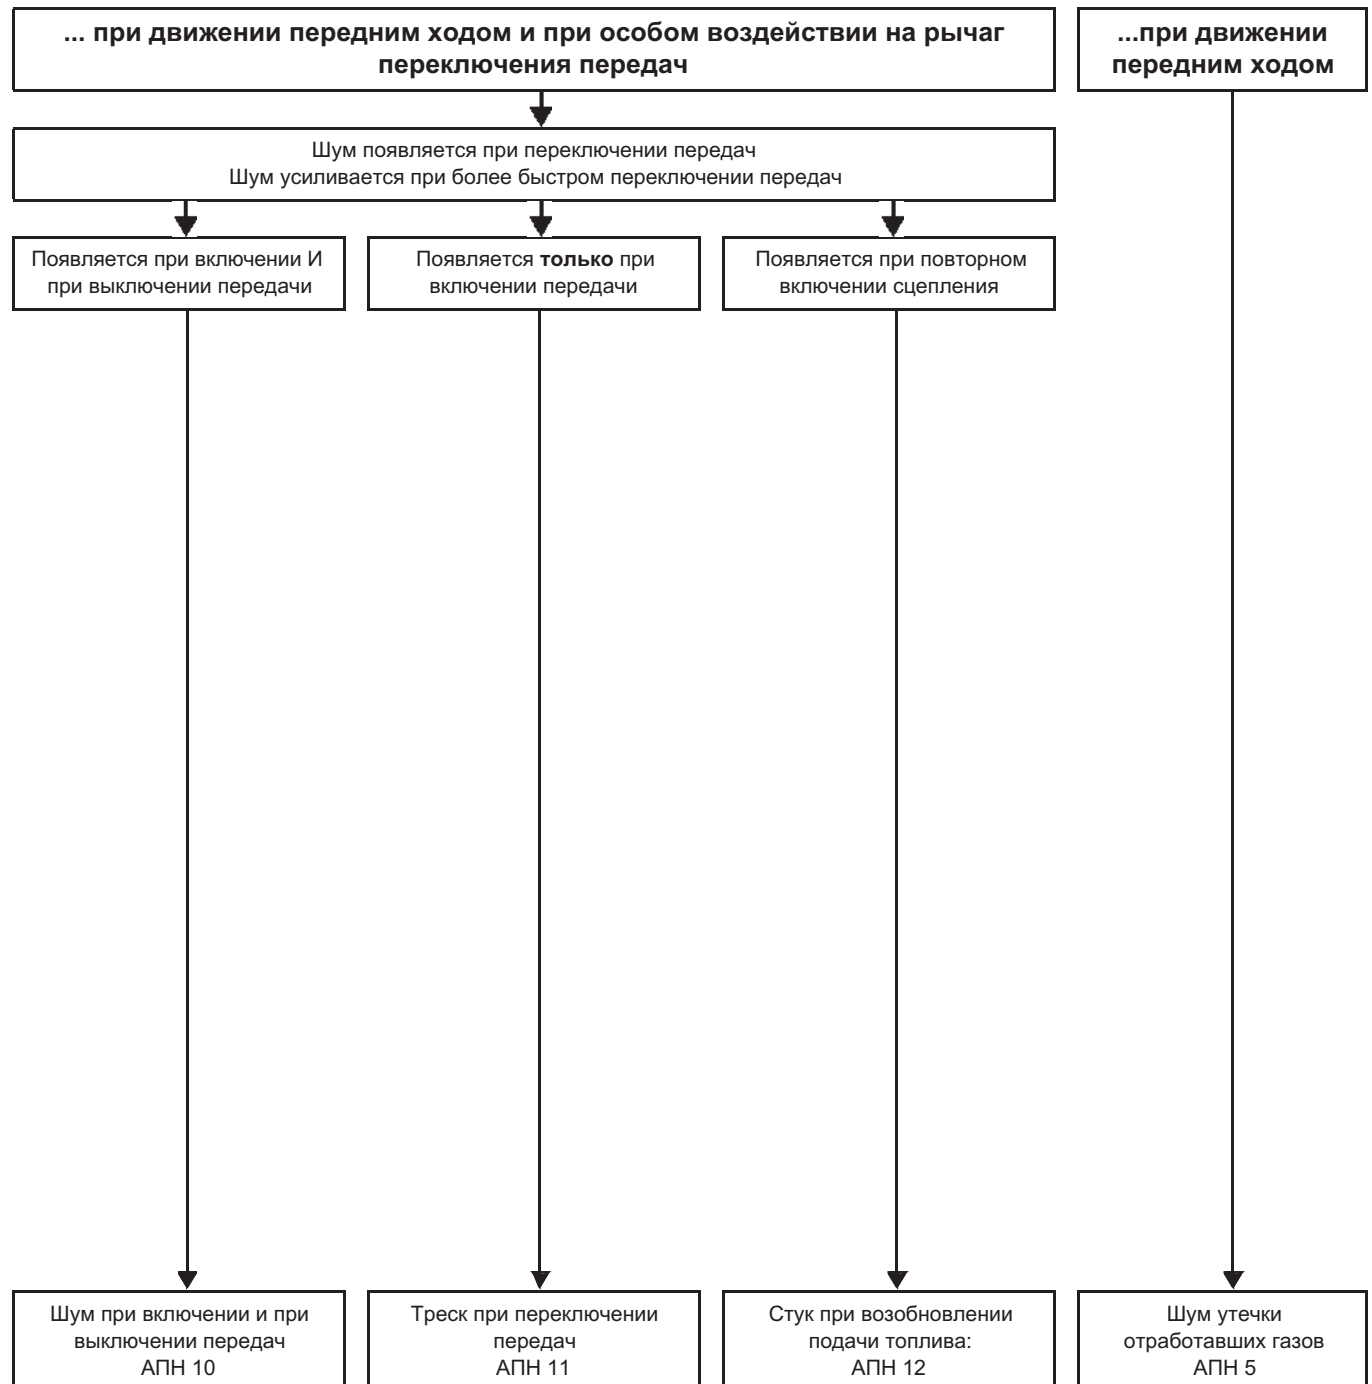 ... при движении передним ходом и при особом воздействии на рычаг
переключения передач
...при движении
передним ходом
Шум появляется при переключении передач
Шум усиливается при более быстром переключении передач
Появляется при включении И
при выключении передачи
Появляется только при
включении передачи
Появляется при повторном
включении сцепления
Шум при включении и при
выключении передач
АПН 10
Треск при переключении
передач
АПН 11
Стук при возобновлении
подачи топлива:
АПН 12
Шум утечки
отработавших газов
АПН 5